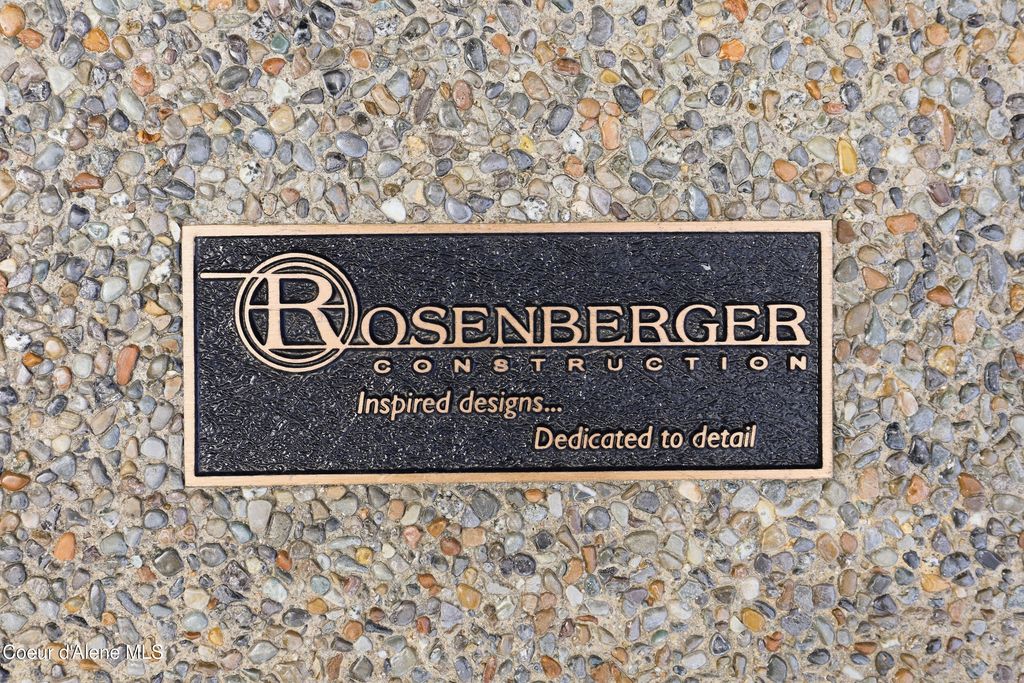 ROSENBERGER
CONSTRUCTION
Inspired designs...
Dedicated to detail
Coeur d'Alene MLS